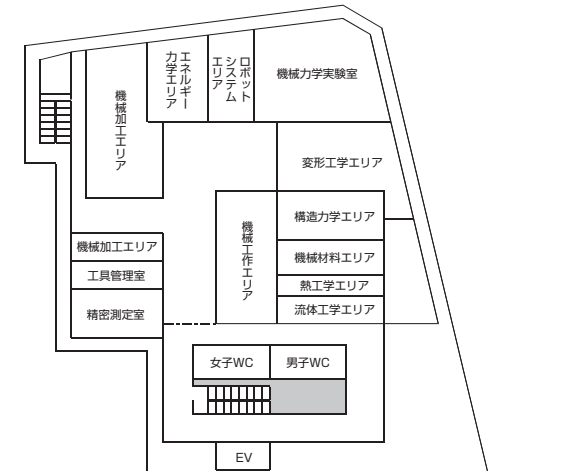 機械加工エリア
エネルギー
力学エリア
ロボット
システム
エリア
機械力学実験室
変形工学エリア
機械工作エリア
構造力学エリア
機械材料エリア
熱工学エリア
流体工学エリア
機械加工エリア
工具管理室
精密測定室
女子WC
男子WC
EV